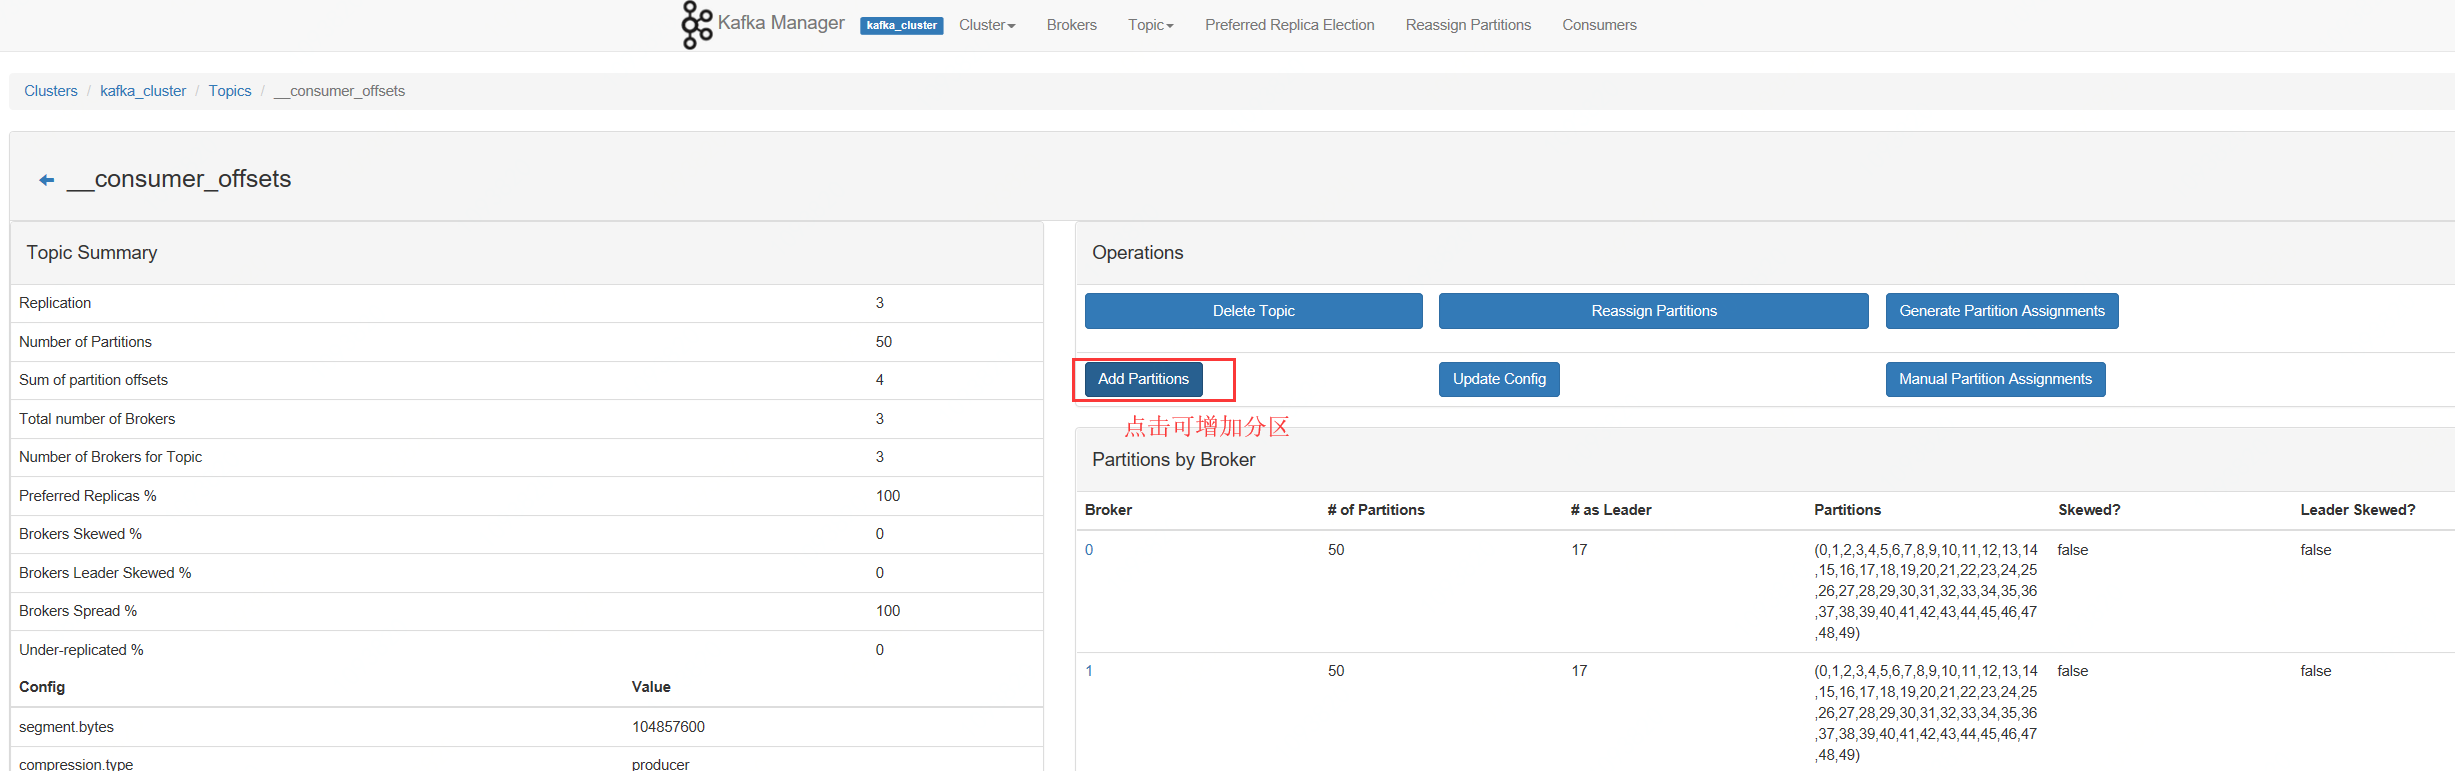 Kafka Manager kafka_cluster Cluster Brokers Topic Preferred Replica Election Reassign Partitions Consumers
Clusters / kafka_cluster / Topics / __consumer_offsets
__consumer_offsets
Topic Summary
Replication 3
Number of Partitions 50
Sum of partition offsets 4
Total number of Brokers 3
Number of Brokers for Topic 3
Preferred Replicas % 100
Brokers Skewed % 0
Brokers Leader Skewed % 0
Brokers Spread % 100
Under-replicated % 0
Config Value
segment.bytes 104857600
compression.type producer
Operations
Delete Topic Reassign Partitions Generate Partition Assignments
Add Partitions Update Config Manual Partition Assignments
点击可增加分区
Partitions by Broker
Broker # of Partitions # as Leader Partitions Skewed? Leader Skewed?
0 50 17 (0,1,2,3,4,5,6,7,8,9,10,11,12,13,14 false false
,15,16,17,18,19,20,21,22,23,24,25
,26,27,28,29,30,31,32,33,34,35,36
,37,38,39,40,41,42,43,44,45,46,47
,48,49)
1 50 17 (0,1,2,3,4,5,6,7,8,9,10,11,12,13,14 false false
,15,16,17,18,19,20,21,22,23,24,25
,26,27,28,29,30,31,32,33,34,35,36
,37,38,39,40,41,42,43,44,45,46,47
,48,49)